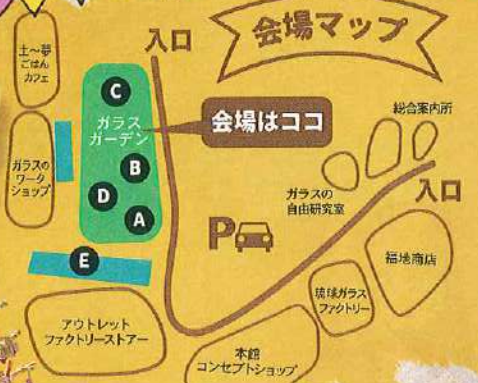 会場マップ
入口
土～夢
ごはん
カフェ
C
ガラス
ガーデン
会場はココ
総合案内所
ガラスの
ワーク
ショップ
B
D
A
ガラスの
自由研究室
入口
P
福地商店
E
琉球ガラス
ファクトリー
アウトレット
ファクトリーストアー
本館
コンセプトショップ